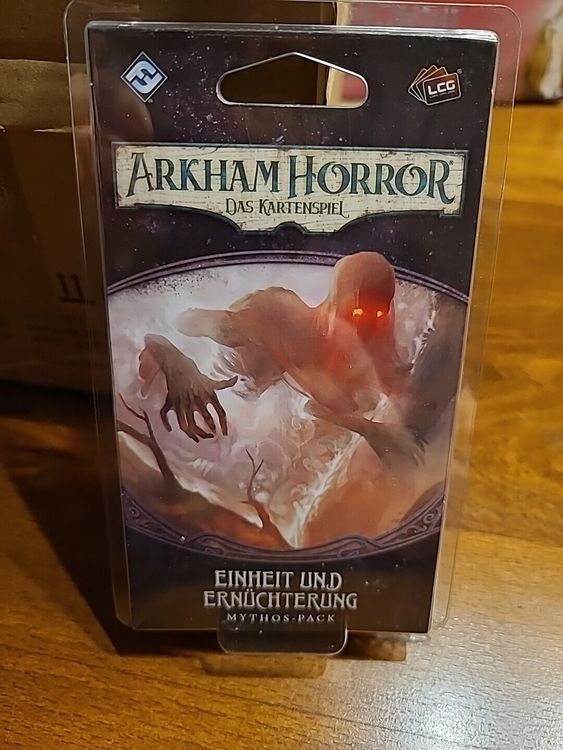 LCG
ARKHAM HORROR®
DAS KARTENSPIEL
EINHEIT UND
ERNÜCHTERUNG
MYTHOS-PACK